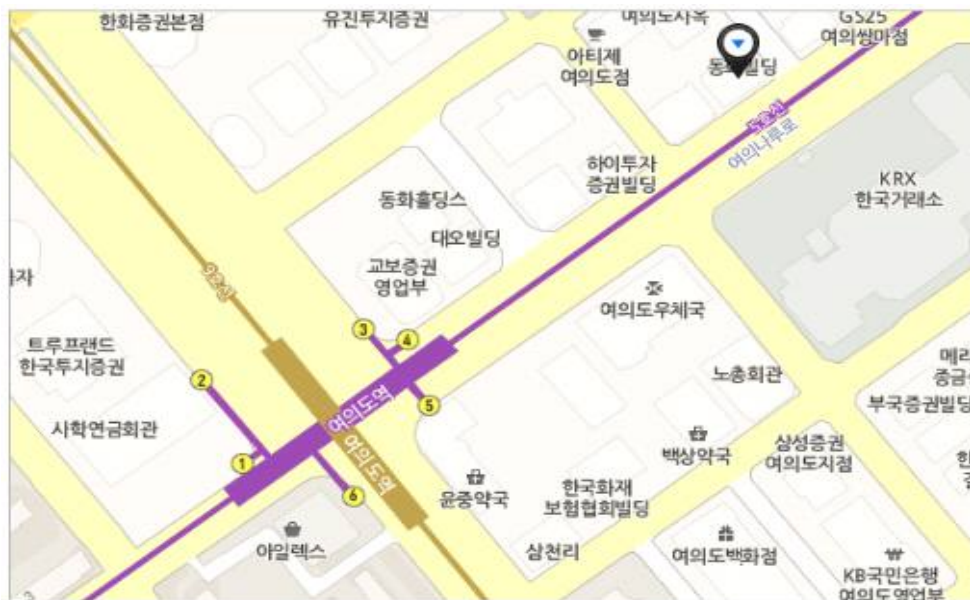 한화증권본점
유진투자증권
여의도사옥
GS25
여의쌍마점
아티제
여의도점
동화빌딩
5호선
여의나루로
하이투자
증권빌딩
KRX
한국거래소
동화홀딩스
대오빌딩
교보증권
영업부
9호선
여의도우체국
트루프랜드
한국투자증권
3
4
2
5
1
6
여의도역
여의도역
노총회관
부국증권빌딩
사학연금회관
백상약국
삼성증권
여의도지점
윤중약국
한국화재
보험협회빌딩
아일렉스
삼천리
여의도백화점
KB국민은행
여의도영업부